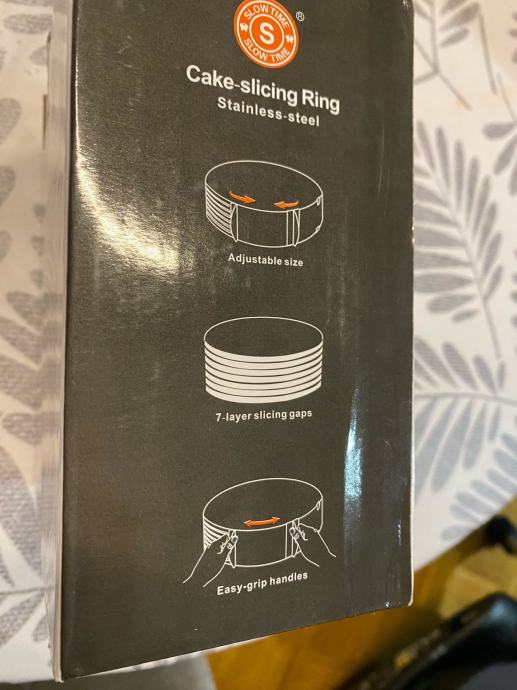 SLOW TIME
S
SLOW TIME
®
Cake-slicing Ring
Stainless-steel
Adjustable size
7-layer slicing gaps
Easy-grip handles